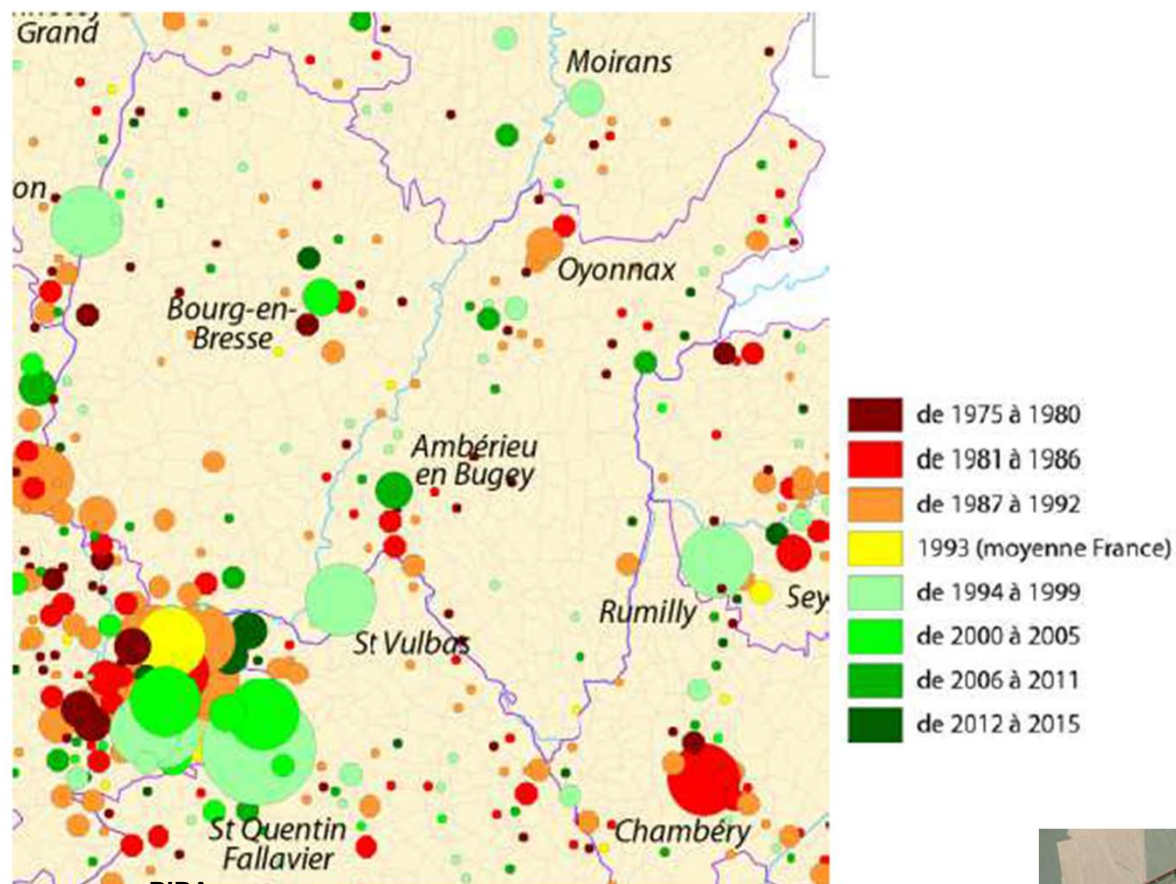 Grand
Moirans
on
Oyonnax
Bourg-en-
Bresse
Ambérieu
en Bugey
Rumilly
Sey
St Vulbas
St Quentin
Fallavier
Chambéry
de 1975 à 1980
de 1981 à 1986
de 1987 à 1992
1993 (moyenne France)
de 1994 à 1999
de 2000 à 2005
de 2006 à 2011
de 2012 à 2015